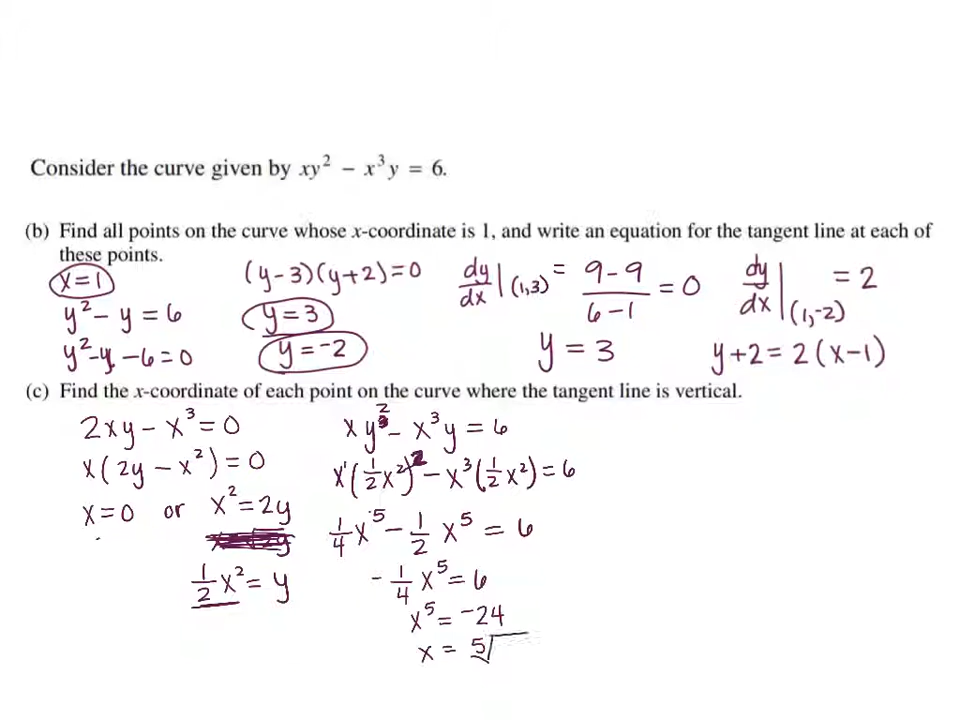 Consider the curve given by xy² − x³y = 6.
(b) Find all points on the curve whose x-coordinate is 1, and write an equation for the tangent line at each of
these points.
x=1
y² − y = 6
y² − y − 6 = 0
(y−3)(y+2)=0
y=3
y=−2
dy/dx |(1,3) = (9−9)/(6−1) = 0
y = 3
dy/dx |(1,−2) = 2
y+2 = 2(x−1)
(c) Find the x-coordinate of each point on the curve where the tangent line is vertical.
2xy − x³ = 0
x(2y − x²) = 0
x=0 or x²=2y
½x² = y
xy² − x³y = 6
x¹(½x²)² − x³(½x²) = 6
¼x⁵ − ½x⁵ = 6
−¼x⁵ = 6
x⁵ = −24
x = ⁵√